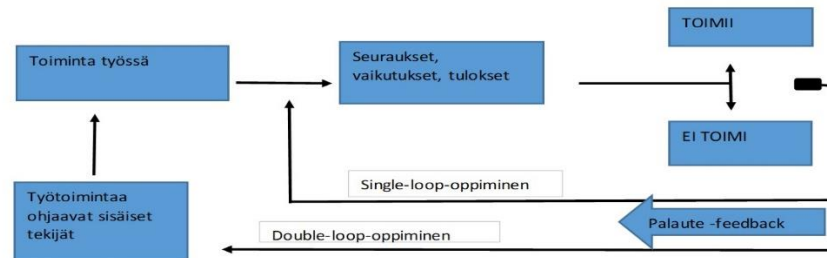 TOIMII
Toiminta työssä
Seuraukset,
vaikutukset, tulokset
EI TOIMI
Työtoimintaa
ohjaavat sisäiset
tekijät
Single-loop-oppiminen
Palaute -feedback
Double-loop-oppiminen